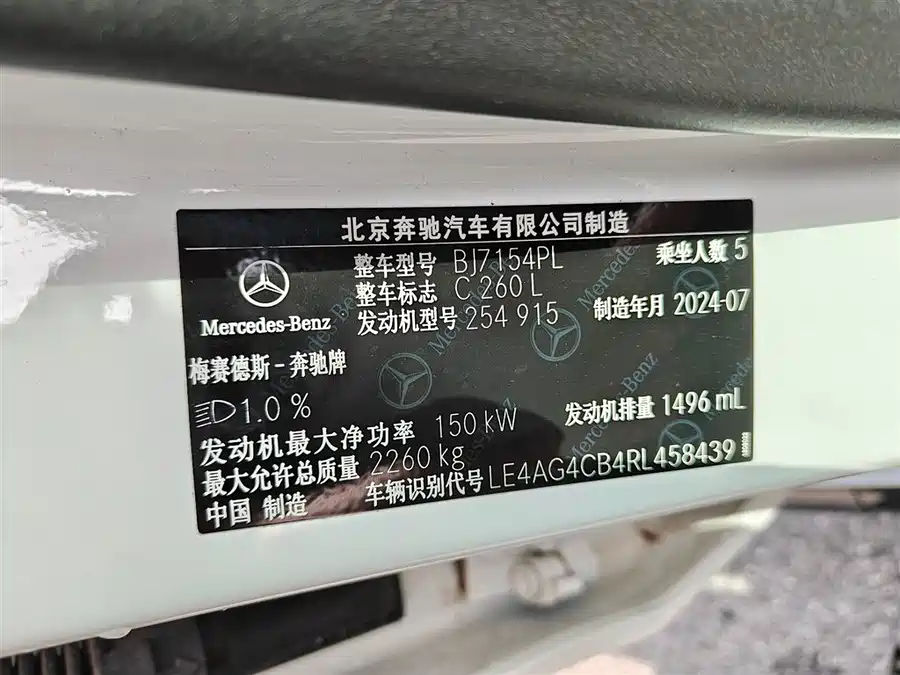 北京奔驰汽车有限公司制造
整车型号 BJ7154PL 乘坐人数 5
整车标志 C 260 L
发动机型号 254 915 制造年月 2024-07
Mercedes-Benz
梅赛德斯-奔驰牌
1.0 %
发动机最大净功率 150 kW 发动机排量 1496 mL
最大允许总质量 2260 kg
中国 制造 车辆识别代号 LE4AG4CB4RL458439
Mercedes-Benz
Mercedes-Benz